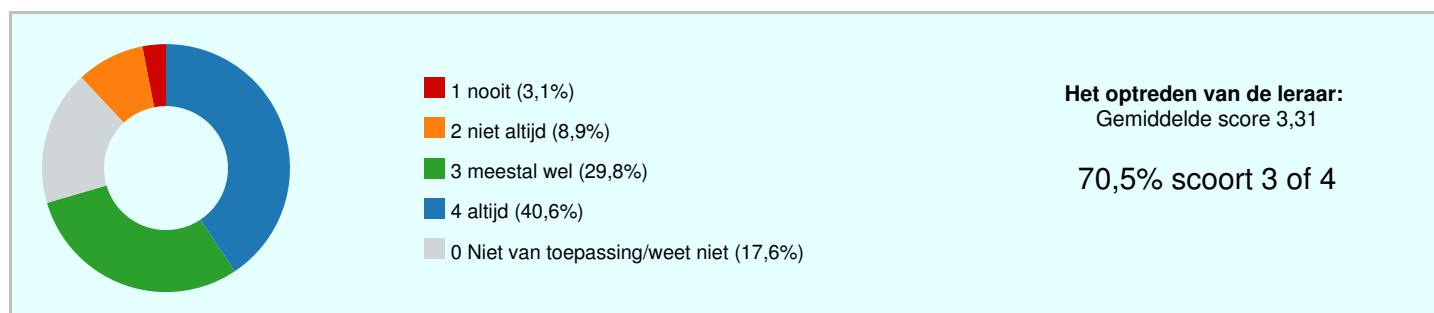 1 nooit (3,1%)
2 niet altijd (8,9%)
3 meestal wel (29,8%)
4 altijd (40,6%)
0 Niet van toepassing/weet niet (17,6%)
Het optreden van de leraar:
Gemiddelde score 3,31
70,5% scoort 3 of 4